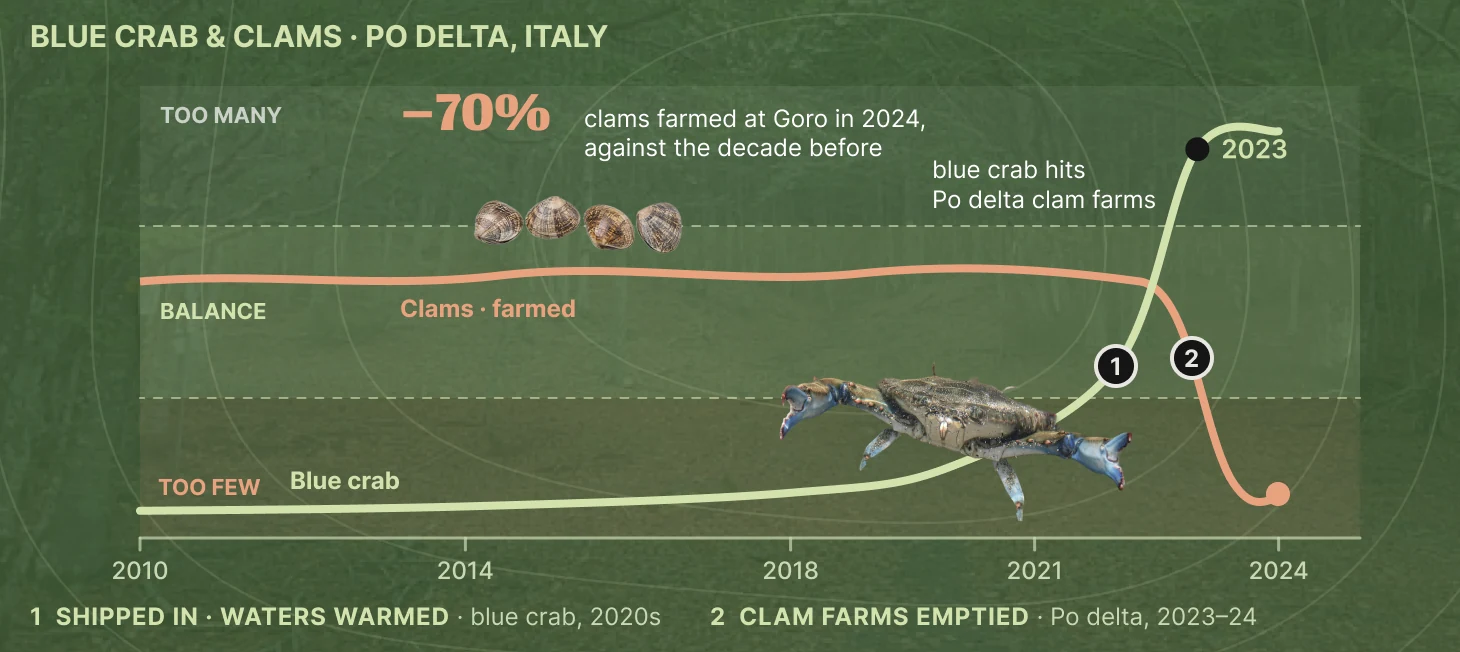 BLUE CRAB & CLAMS · PO DELTA, ITALY
TOO MANY
–70%
clams farmed at Goro in 2024,
against the decade before
blue crab hits
Po delta clam farms
2023
BALANCE
Clams · farmed
1
2
TOO FEW
Blue crab
2010
2014
2018
2021
2024
1 SHIPPED IN · WATERS WARMED · blue crab, 2020s
2 CLAM FARMS EMPTIED · Po delta, 2023–24